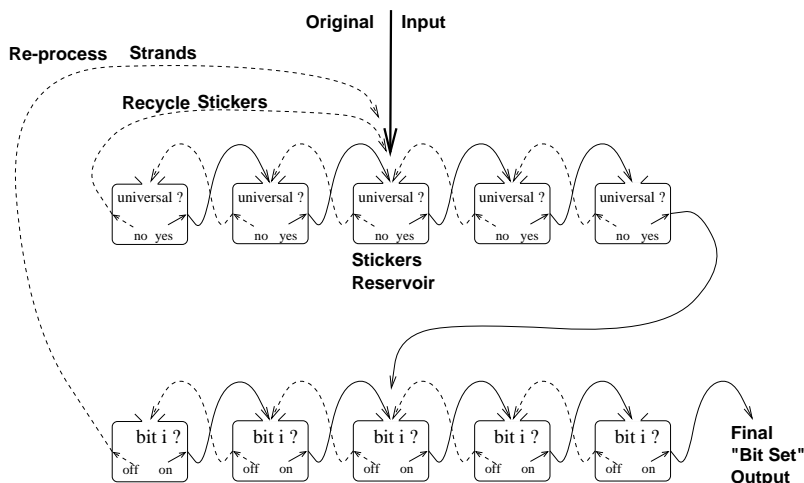 Original Input
Re-process Strands
Recycle Stickers
universal ? universal ? universal ? universal ? universal ?
no yes no yes no yes no yes no yes
Stickers
Reservoir
bit i ? bit i ? bit i ? bit i ? bit i ?
off on off on off on off on off on
Final
"Bit Set"
Output